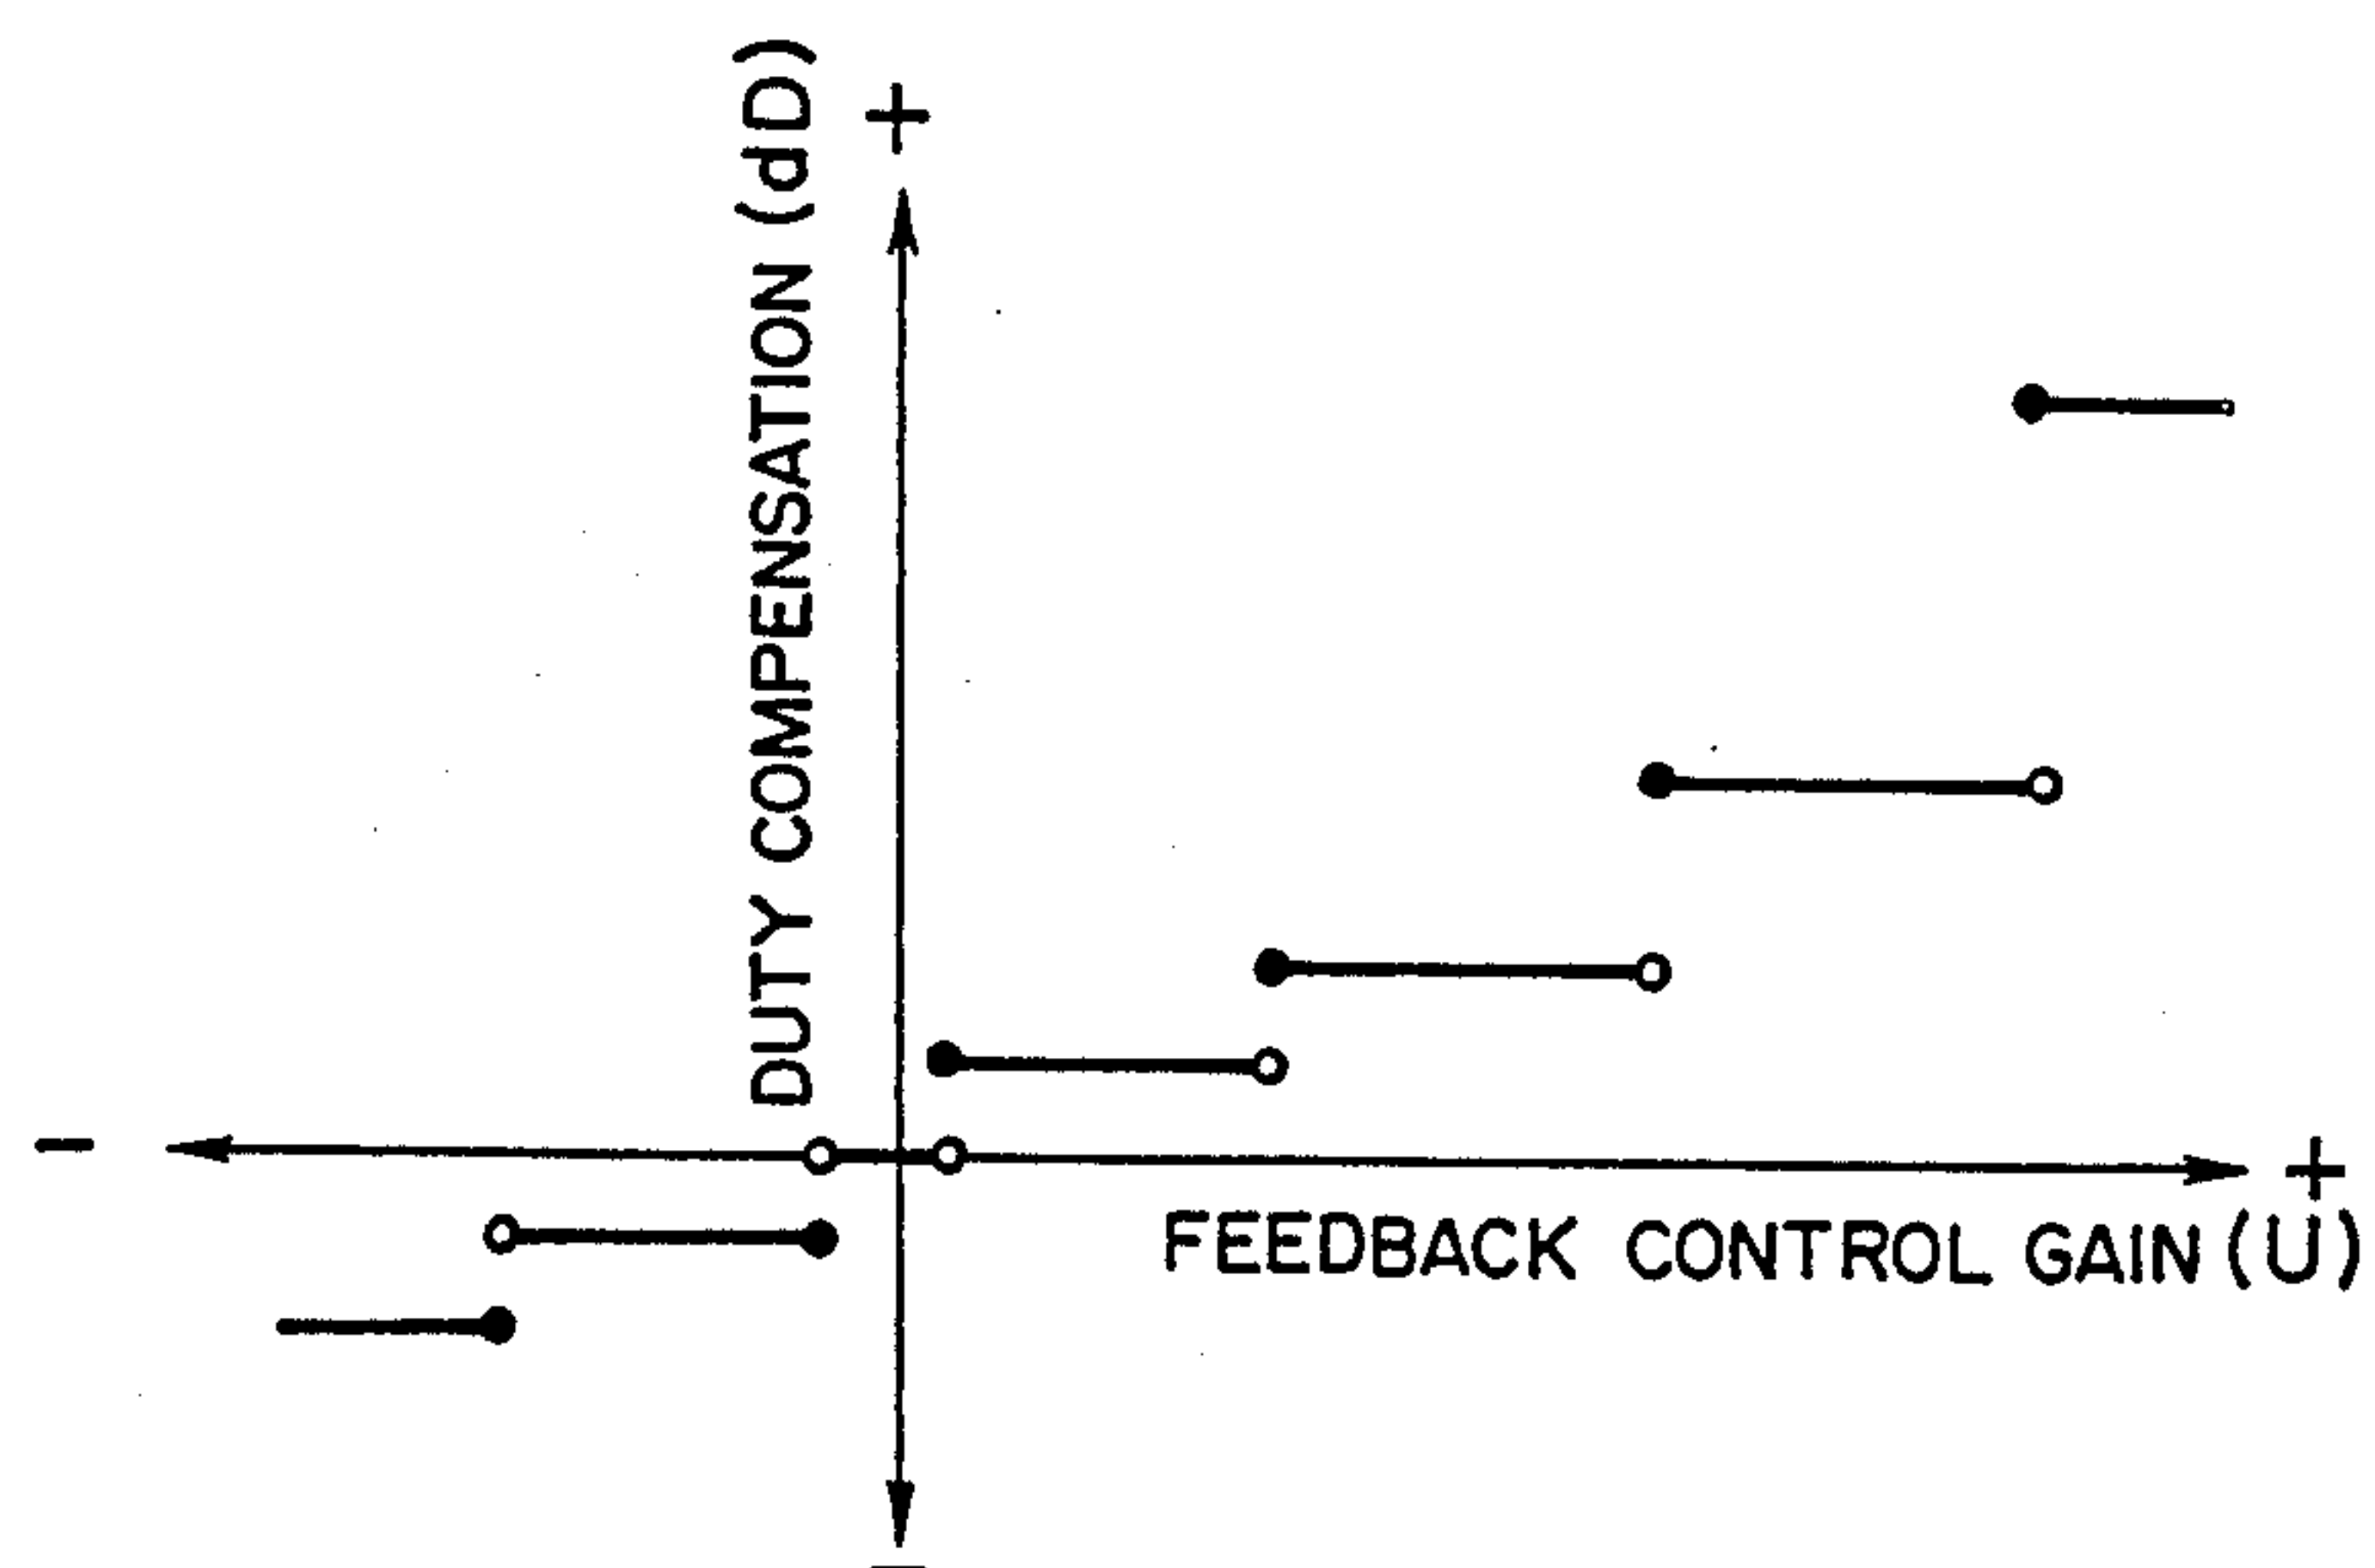 DUTY COMPENSATION (dD)
+
-
+
FEEDBACK CONTROL GAIN (U)
-